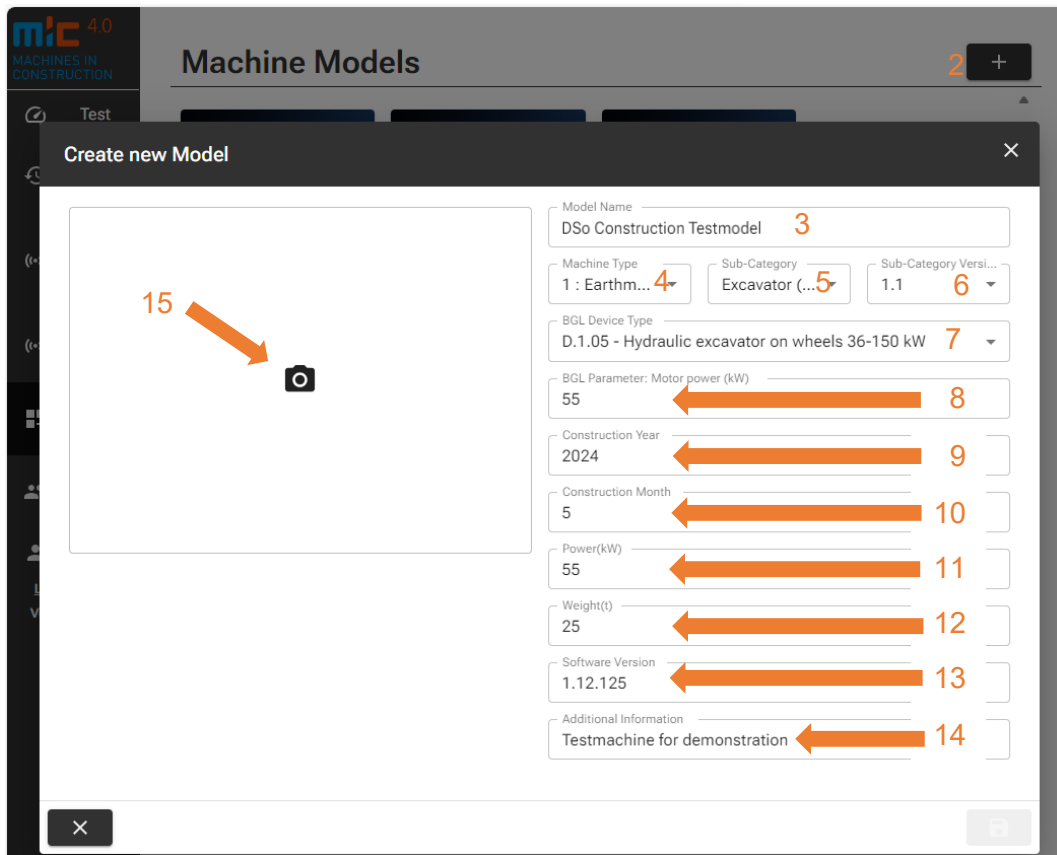 mic 4.0
MACHINES IN
CONSTRUCTION
Machine Models
2
+
Test
Create new Model
Model Name
DSo Construction Testmodel 3
Machine Type
1 : Earthm... 4
Sub-Category
Excavator (... 5
Sub-Category Versi...
1.1 6
BGL Device Type
D.1.05 - Hydraulic excavator on wheels 36-150 kW 7
15
BGL Parameter: Motor power (kW)
55 8
Construction Year
2024 9
Construction Month
5 10
Power(kW)
55 11
Weight(t)
25 12
Software Version
1.12.125 13
Additional Information
Testmachine for demonstration 14